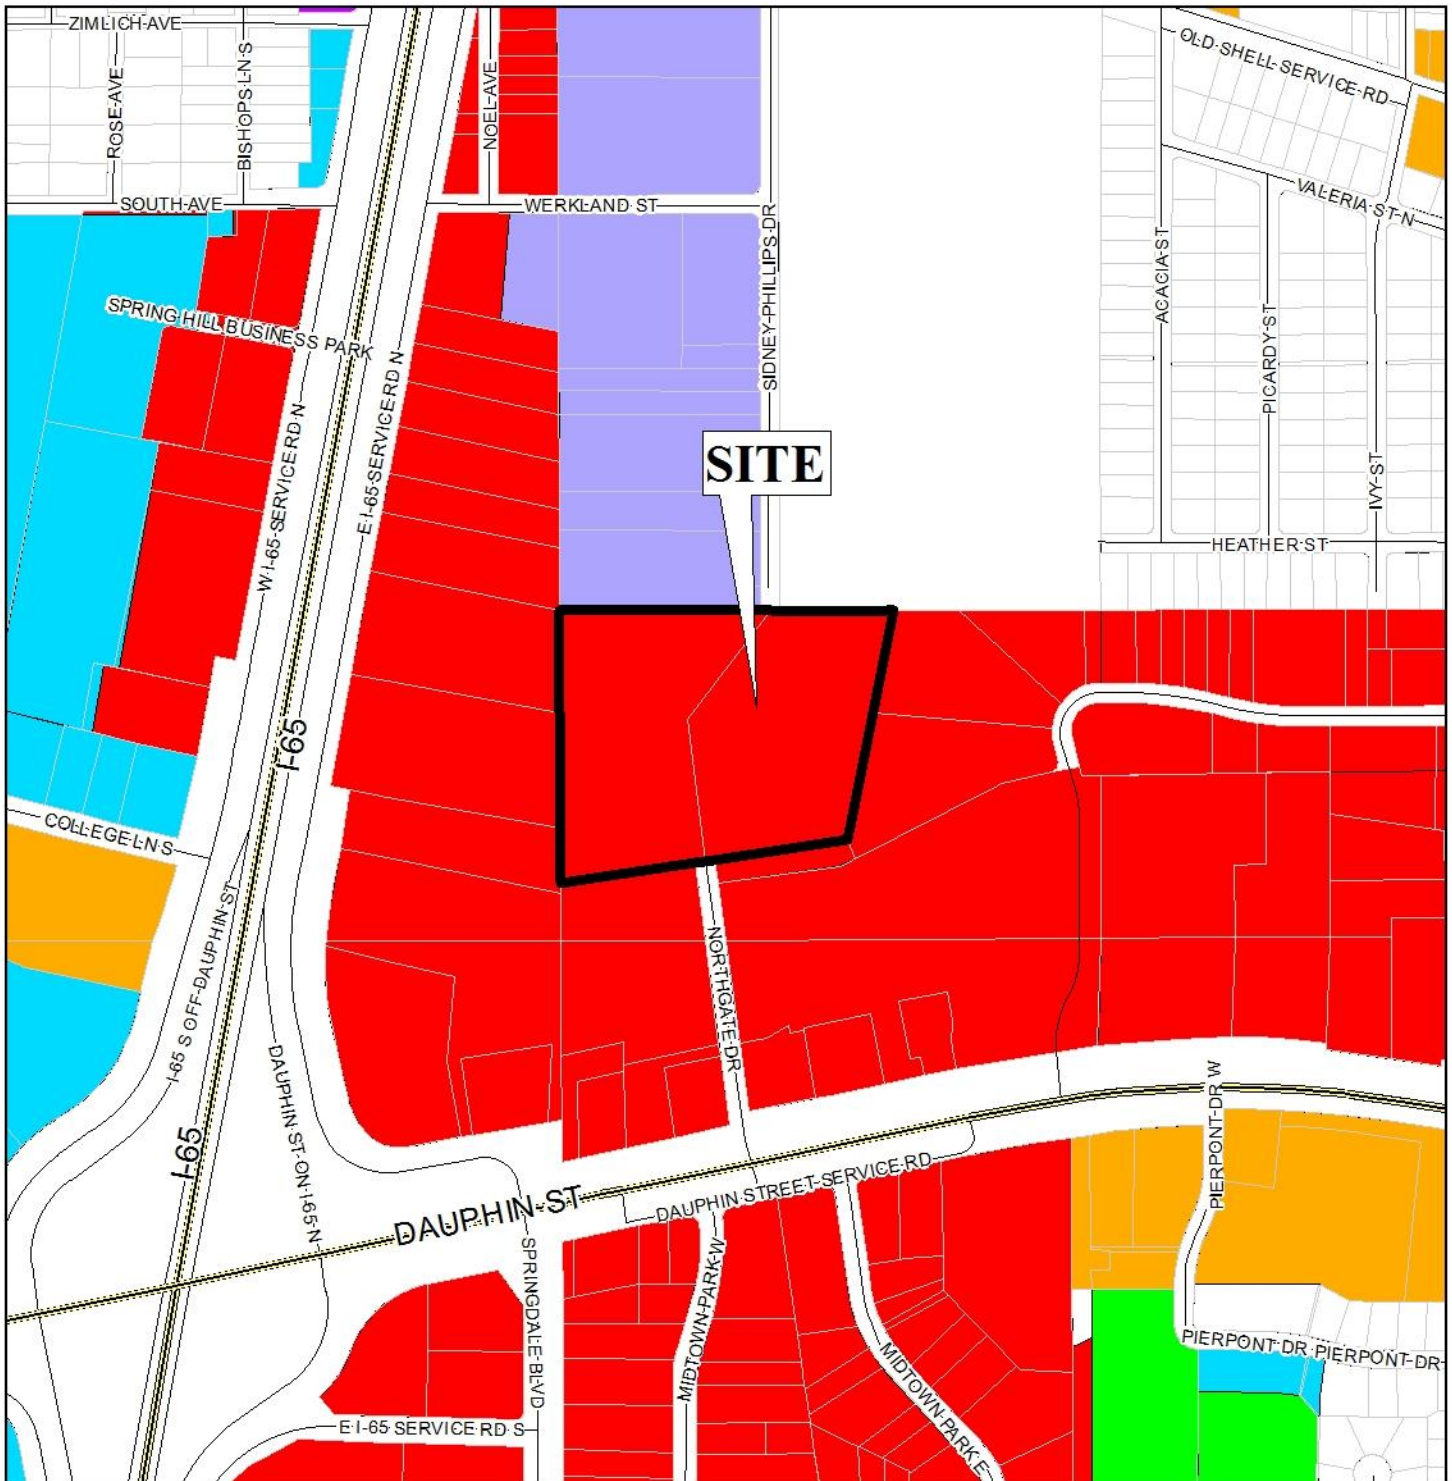 ZIMLICH AVE
ROSE AVE
BISHOPS LN S
NOEL AVE
OLD SHELL SERVICE RD
SOUTH AVE
WERKLAND ST
VALERIA ST N
SIDNEY PHILLIPS DR
ACACIA ST
PICARDY ST
IVY ST
SPRING HILL BUSINESS PARK
E I-65 SERVICE RD N
W I-65 SERVICE RD N
SITE
HEATHER ST
I-65
COLLEGE LN S
I-65 S OFF DAUPHIN ST
NORTHGATE DR
DAUPHIN ST ON I-65 N
I-65
PIERPONT DR W
DAUPHIN ST
DAUPHIN STREET SERVICE RD
SPRINGDALE BLVD
MIDTOWN PARK W
MIDTOWN PARK E
PIERPONT DR PIERPONT DR
E I-65 SERVICE RD S